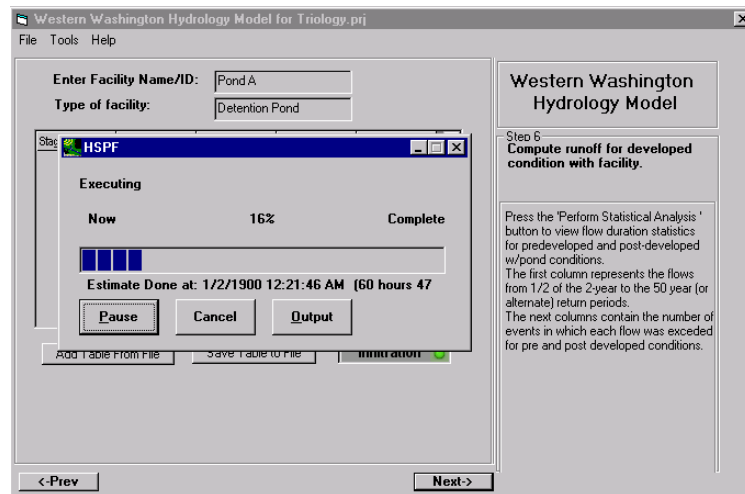 Western Washington Hydrology Model for Triology.prj
File Tools Help
Enter Facility Name/ID: Pond A
Type of facility: Detention Pond
Western Washington
Hydrology Model
Step 6
Compute runoff for developed
condition with facility.
Press the 'Perform Statistical Analysis '
button to view flow duration statistics
for predeveloped and post-developed
w/pond conditions.
The first column represents the flows
from 1/2 of the 2-year to the 50 year (or
alternate) return periods.
The next columns contain the number of
events in which each flow was exceded
for pre and post developed conditions.
HSPF
Executing
Now 16% Complete
Estimate Done at: 1/2/1900 12:21:46 AM (60 hours 47
Pause Cancel Output
Add Table From File Save Table to File Infiltration
<-Prev Next->